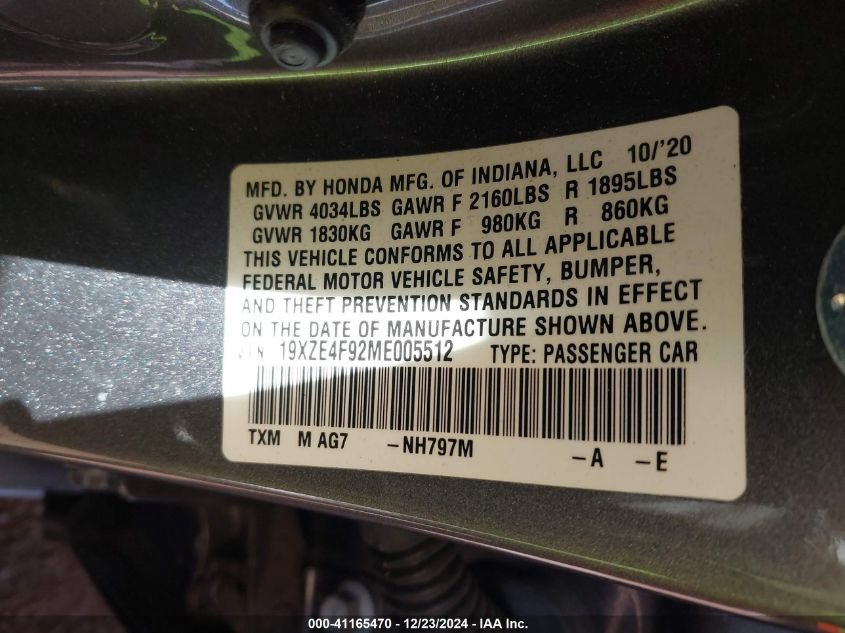 MFD. BY HONDA MFG. OF INDIANA, LLC 10/'20
GVWR 4034LBS GAWR F 2160LBS R 1895LBS
GVWR 1830KG GAWR F 980KG R 860KG
THIS VEHICLE CONFORMS TO ALL APPLICABLE
FEDERAL MOTOR VEHICLE SAFETY, BUMPER,
AND THEFT PREVENTION STANDARDS IN EFFECT
ON THE DATE OF MANUFACTURE SHOWN ABOVE.
19XZE4F92ME005512 TYPE: PASSENGER CAR
TXM M AG7 -NH797M -A -E
000-41165470 - 12/23/2024 - IAA Inc.